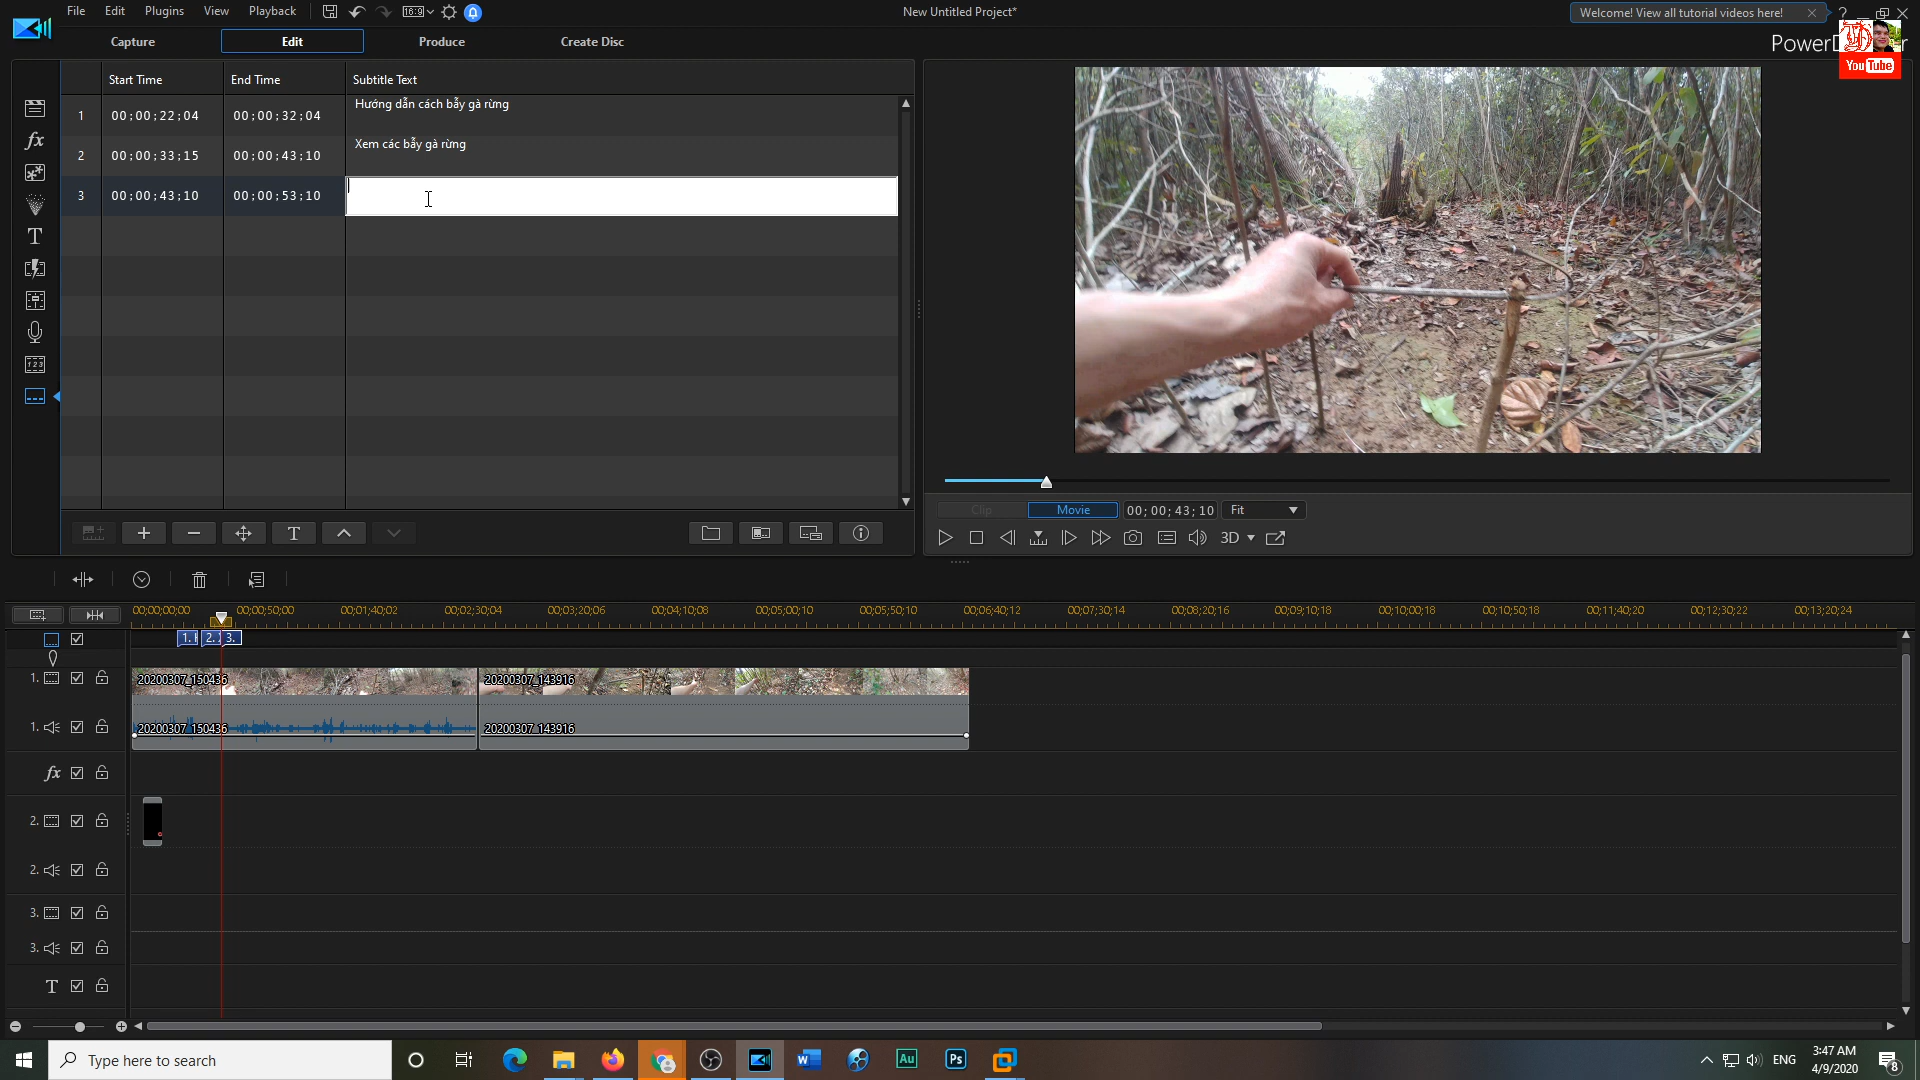 File Edit Plugins View Playback 16:9 New Untitled Project* Welcome! View all tutorial videos here! ?
Capture Edit Produce Create Disc
YouTube
Start Time End Time Subtitle Text
1 00;00;22;04 00;00;32;04 Hướng dẫn cách bẫy gà rừng
2 00;00;33;15 00;00;43;10 Xem các bẫy gà rừng
3 00;00;43;10 00;00;53;10
Clip Movie 00; 00; 43; 10 Fit
3D
00;00;00;00 00;00;50;00 00;01;40;02 00;02;30;04 00;03;20;06 00;04;10;08 00;05;00;10 00;05;50;10 00;06;40;12 00;07;30;14 00;08;20;16 00;09;10;18 00;10;00;18 00;10;50;18 00;11;40;20 00;12;30;22 00;13;20;24
1. 2. 3.
1. 20200307_150436 20200307_143916
1. 20200307_150436 20200307_143916
fx
2.
2.
3.
3.
T
Type here to search Au Ps ENG 3:47 AM
4/9/2020
8